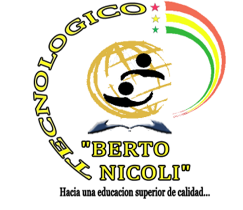 TECNOLOGICO
"BERTO
NICOLI"
Hacia una educacion superior de calidad...